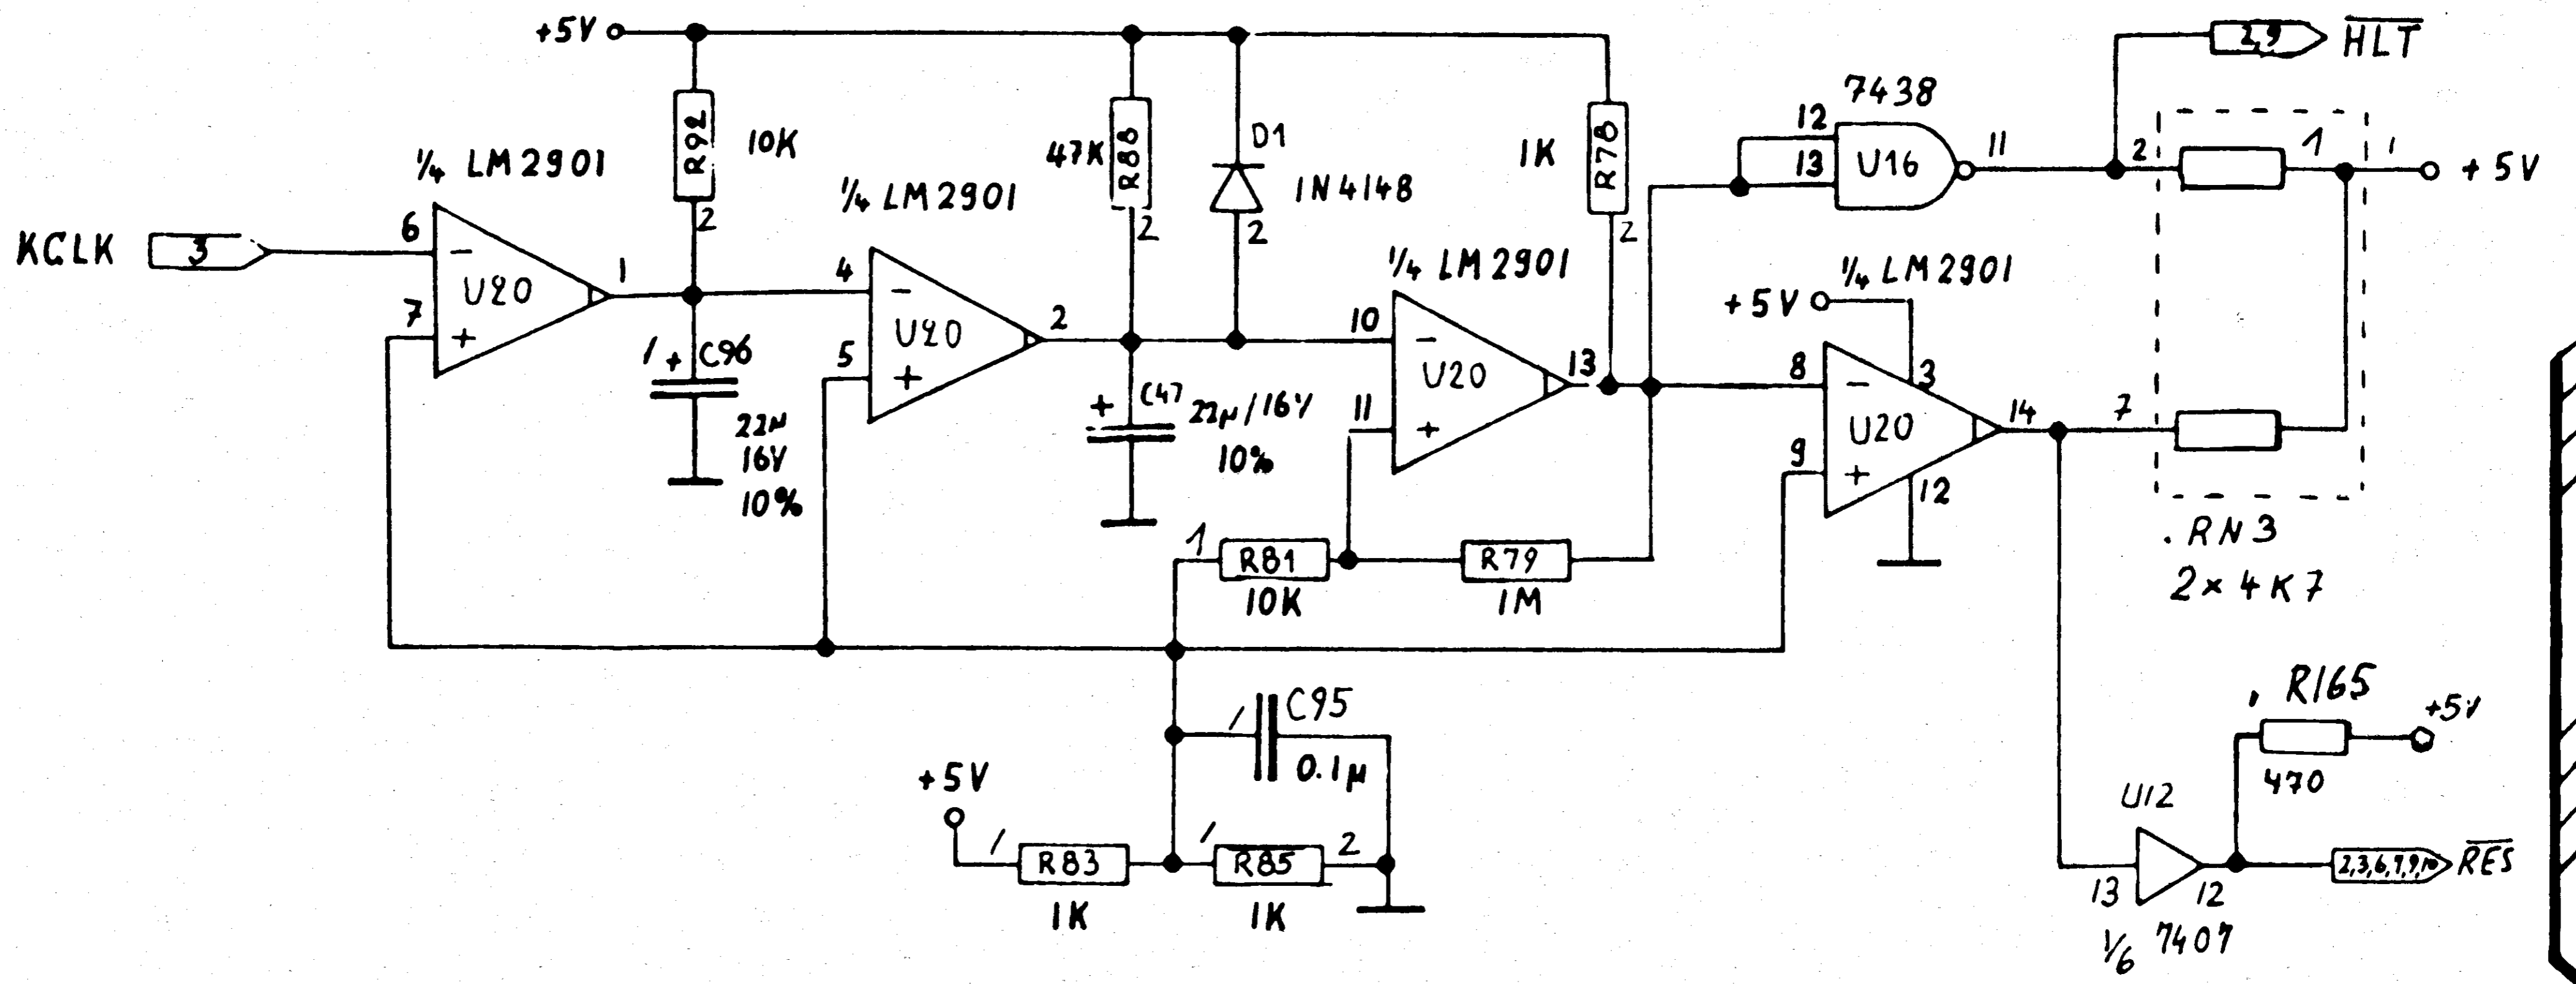 +5V
2,9 HLT
7438
12
13
U16
11
2
1
1
+5V
R92
10K
2
47K
R88
2
D1
1N4148
2
1K
R78
2
¼ LM2901
¼ LM2901
¼ LM2901
¼ LM2901
KCLK 3
6
7
-
+
U20
1
4
5
-
+
U20
2
10
11
-
+
U20
13
+5V
8
9
-
+
U20
3
12
14
7
1 + C96
22µ
16V
10%
+ C47
22µ/16V
10%
1
R81
10K
R79
1M
RN3
2x4K7
1
C95
0.1µ
+5V
1
R83
1K
1
R85
2
1K
R165
+5V
470
U12
13
12
1/6 7407
2,3,6,7,9,10 RES